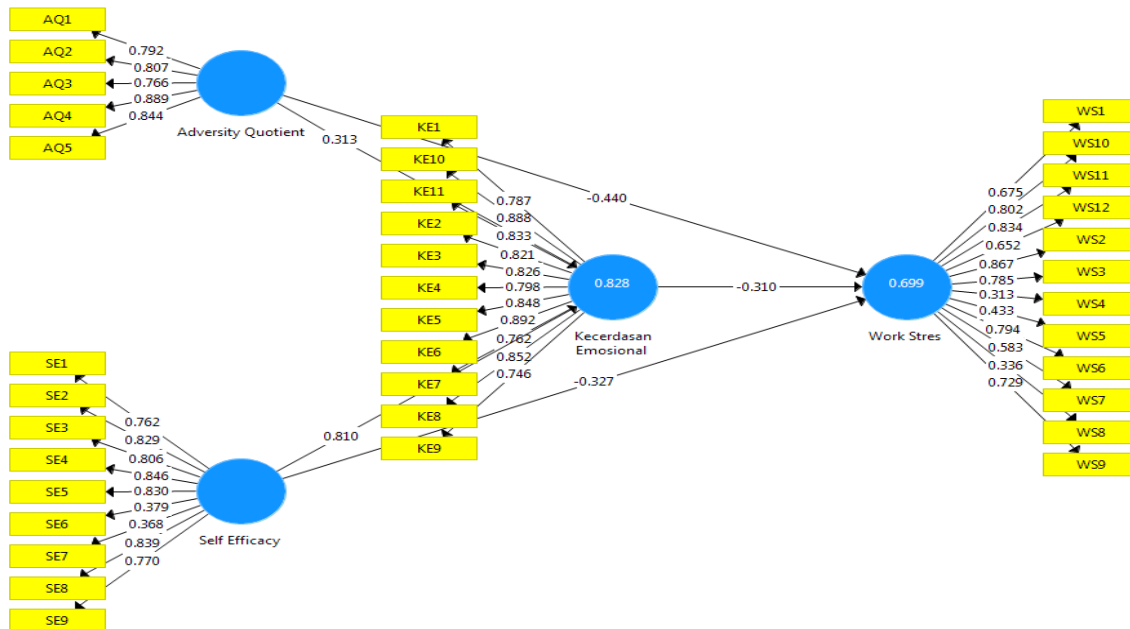 AQ1
AQ2
AQ3
AQ4
AQ5
0.792
0.807
0.766
0.889
0.844
Adversity Quotient
0.313
-0.440
KE1
KE10
KE11
KE2
KE3
KE4
KE5
KE6
KE7
KE8
KE9
0.787
0.888
0.833
0.821
0.826
0.798
0.848
0.892
0.762
0.852
0.746
0.828
Kecerdasan
Emosional
-0.310
-0.327
0.810
SE1
SE2
SE3
SE4
SE5
SE6
SE7
SE8
SE9
0.762
0.829
0.806
0.846
0.830
0.379
0.368
0.839
0.770
Self Efficacy
0.699
Work Stres
0.675
0.802
0.834
0.652
0.867
0.785
0.313
0.433
0.794
0.583
0.336
0.729
WS1
WS10
WS11
WS12
WS2
WS3
WS4
WS5
WS6
WS7
WS8
WS9